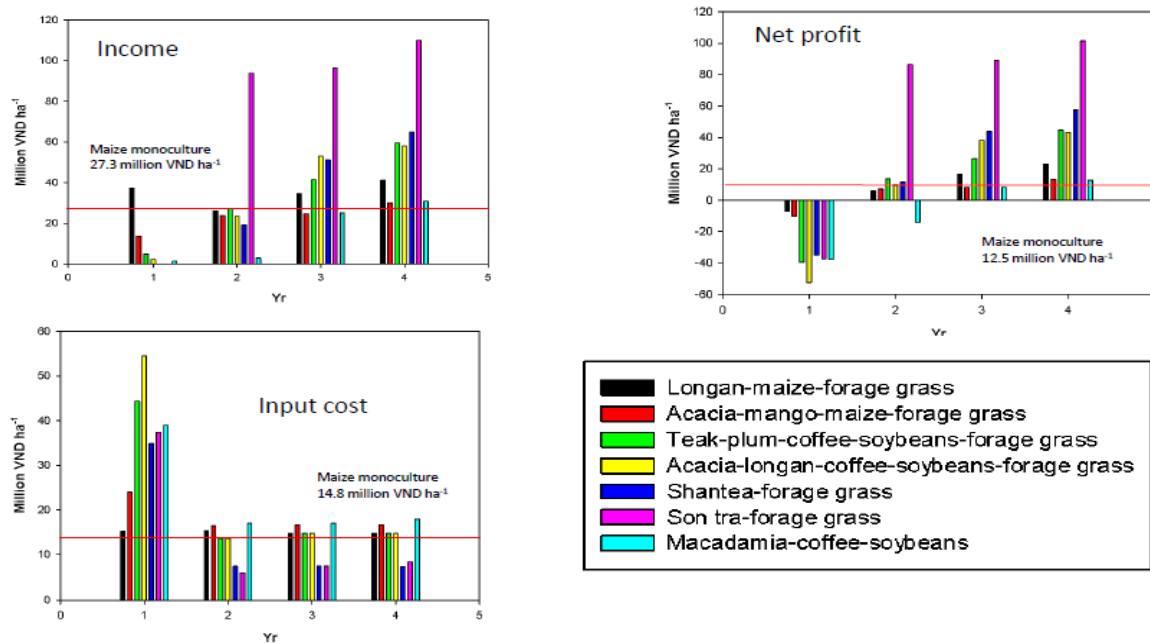 Income
Million VND ha⁻¹
120
100
80
60
40
20
0
Maize monoculture
27.3 million VND ha⁻¹
0 1 2 3 4 5
Yr
Net profit
Million VND ha⁻¹
120
100
80
60
40
20
0
-20
-40
-60
Maize monoculture
12.5 million VND ha⁻¹
0 1 2 3 4
Yr
Input cost
Million VND ha⁻¹
60
50
40
30
20
10
0
Maize monoculture
14.8 million VND ha⁻¹
0 1 2 3 4 5
Yr
Longan-maize-forage grass
Acacia-mango-maize-forage grass
Teak-plum-coffee-soybeans-forage grass
Acacia-longan-coffee-soybeans-forage grass
Shantea-forage grass
Son tra-forage grass
Macadamia-coffee-soybeans